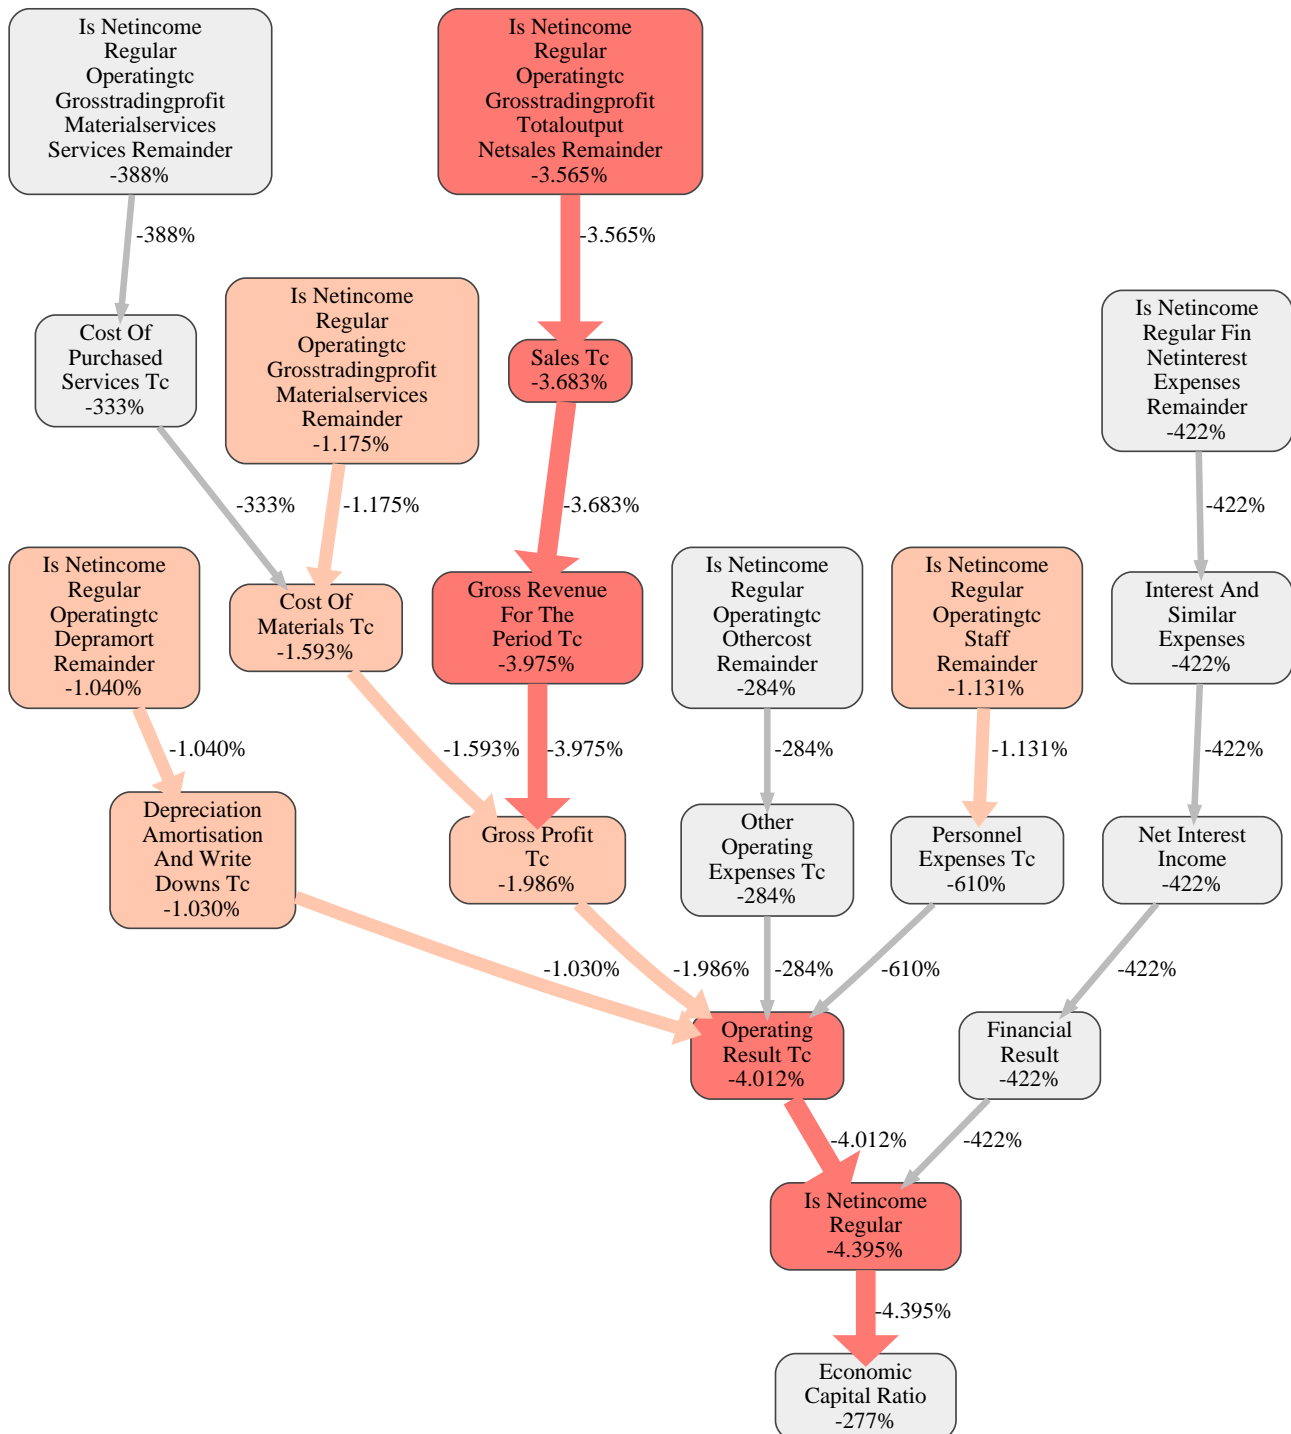 Is Netincome
Regular
Operatingtc
Grosstradingprofit
Materialservices
Services Remainder
-388%
Is Netincome
Regular
Operatingtc
Grosstradingprofit
Totaloutput
Netsales Remainder
-3.565%
-388%
-3.565%
Cost Of
Purchased
Services Tc
-333%
Is Netincome
Regular
Operatingtc
Grosstradingprofit
Materialservices
Remainder
-1.175%
Sales Tc
-3.683%
Is Netincome
Regular Fin
Netinterest
Expenses
Remainder
-422%
-333%
-1.175%
-3.683%
-422%
Is Netincome
Regular
Operatingtc
Depramort
Remainder
-1.040%
Cost Of
Materials Tc
-1.593%
Gross Revenue
For The
Period Tc
-3.975%
Is Netincome
Regular
Operatingtc
Othercost
Remainder
-284%
Is Netincome
Regular
Operatingtc
Staff
Remainder
-1.131%
Interest And
Similar
Expenses
-422%
-1.040%
-1.593%
-3.975%
-284%
-1.131%
-422%
Depreciation
Amortisation
And Write
Downs Tc
-1.030%
Gross Profit
Tc
-1.986%
Other
Operating
Expenses Tc
-284%
Personnel
Expenses Tc
-610%
Net Interest
Income
-422%
-1.030%
-1.986%
-284%
-610%
-422%
Operating
Result Tc
-4.012%
Financial
Result
-422%
-4.012%
-422%
Is Netincome
Regular
-4.395%
-4.395%
Economic
Capital Ratio
-277%